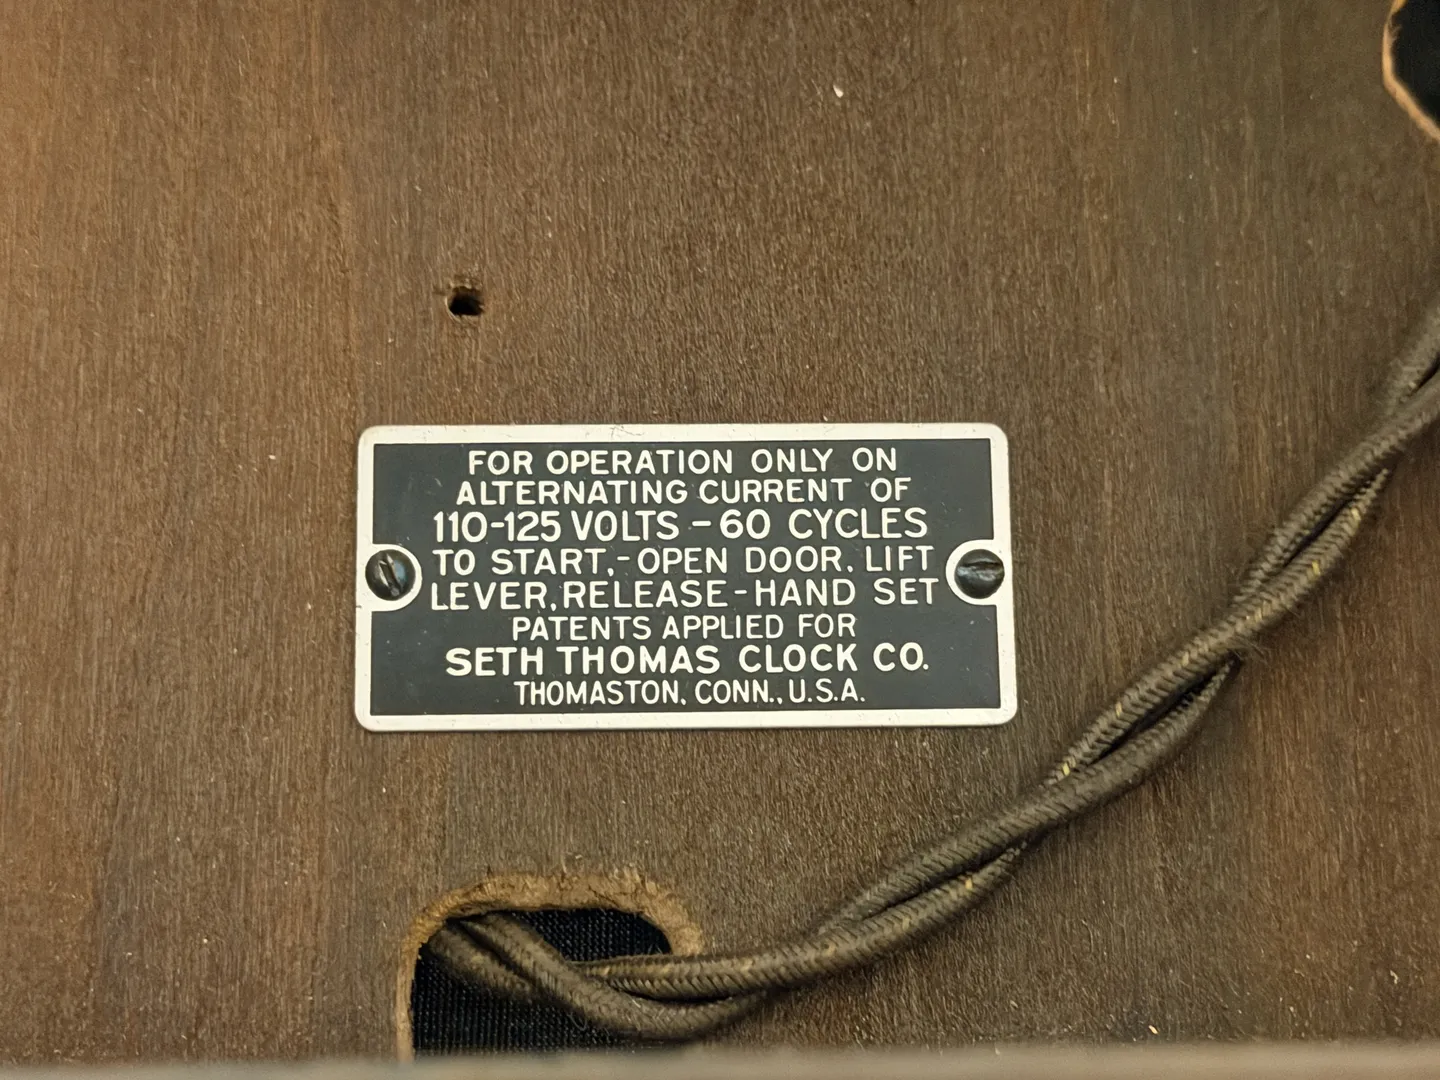 FOR OPERATION ONLY ON
ALTERNATING CURRENT OF
110-125 VOLTS - 60 CYCLES
TO START,-OPEN DOOR, LIFT
LEVER, RELEASE-HAND SET
PATENTS APPLIED FOR
SETH THOMAS CLOCK CO.
THOMASTON, CONN., U.S.A.